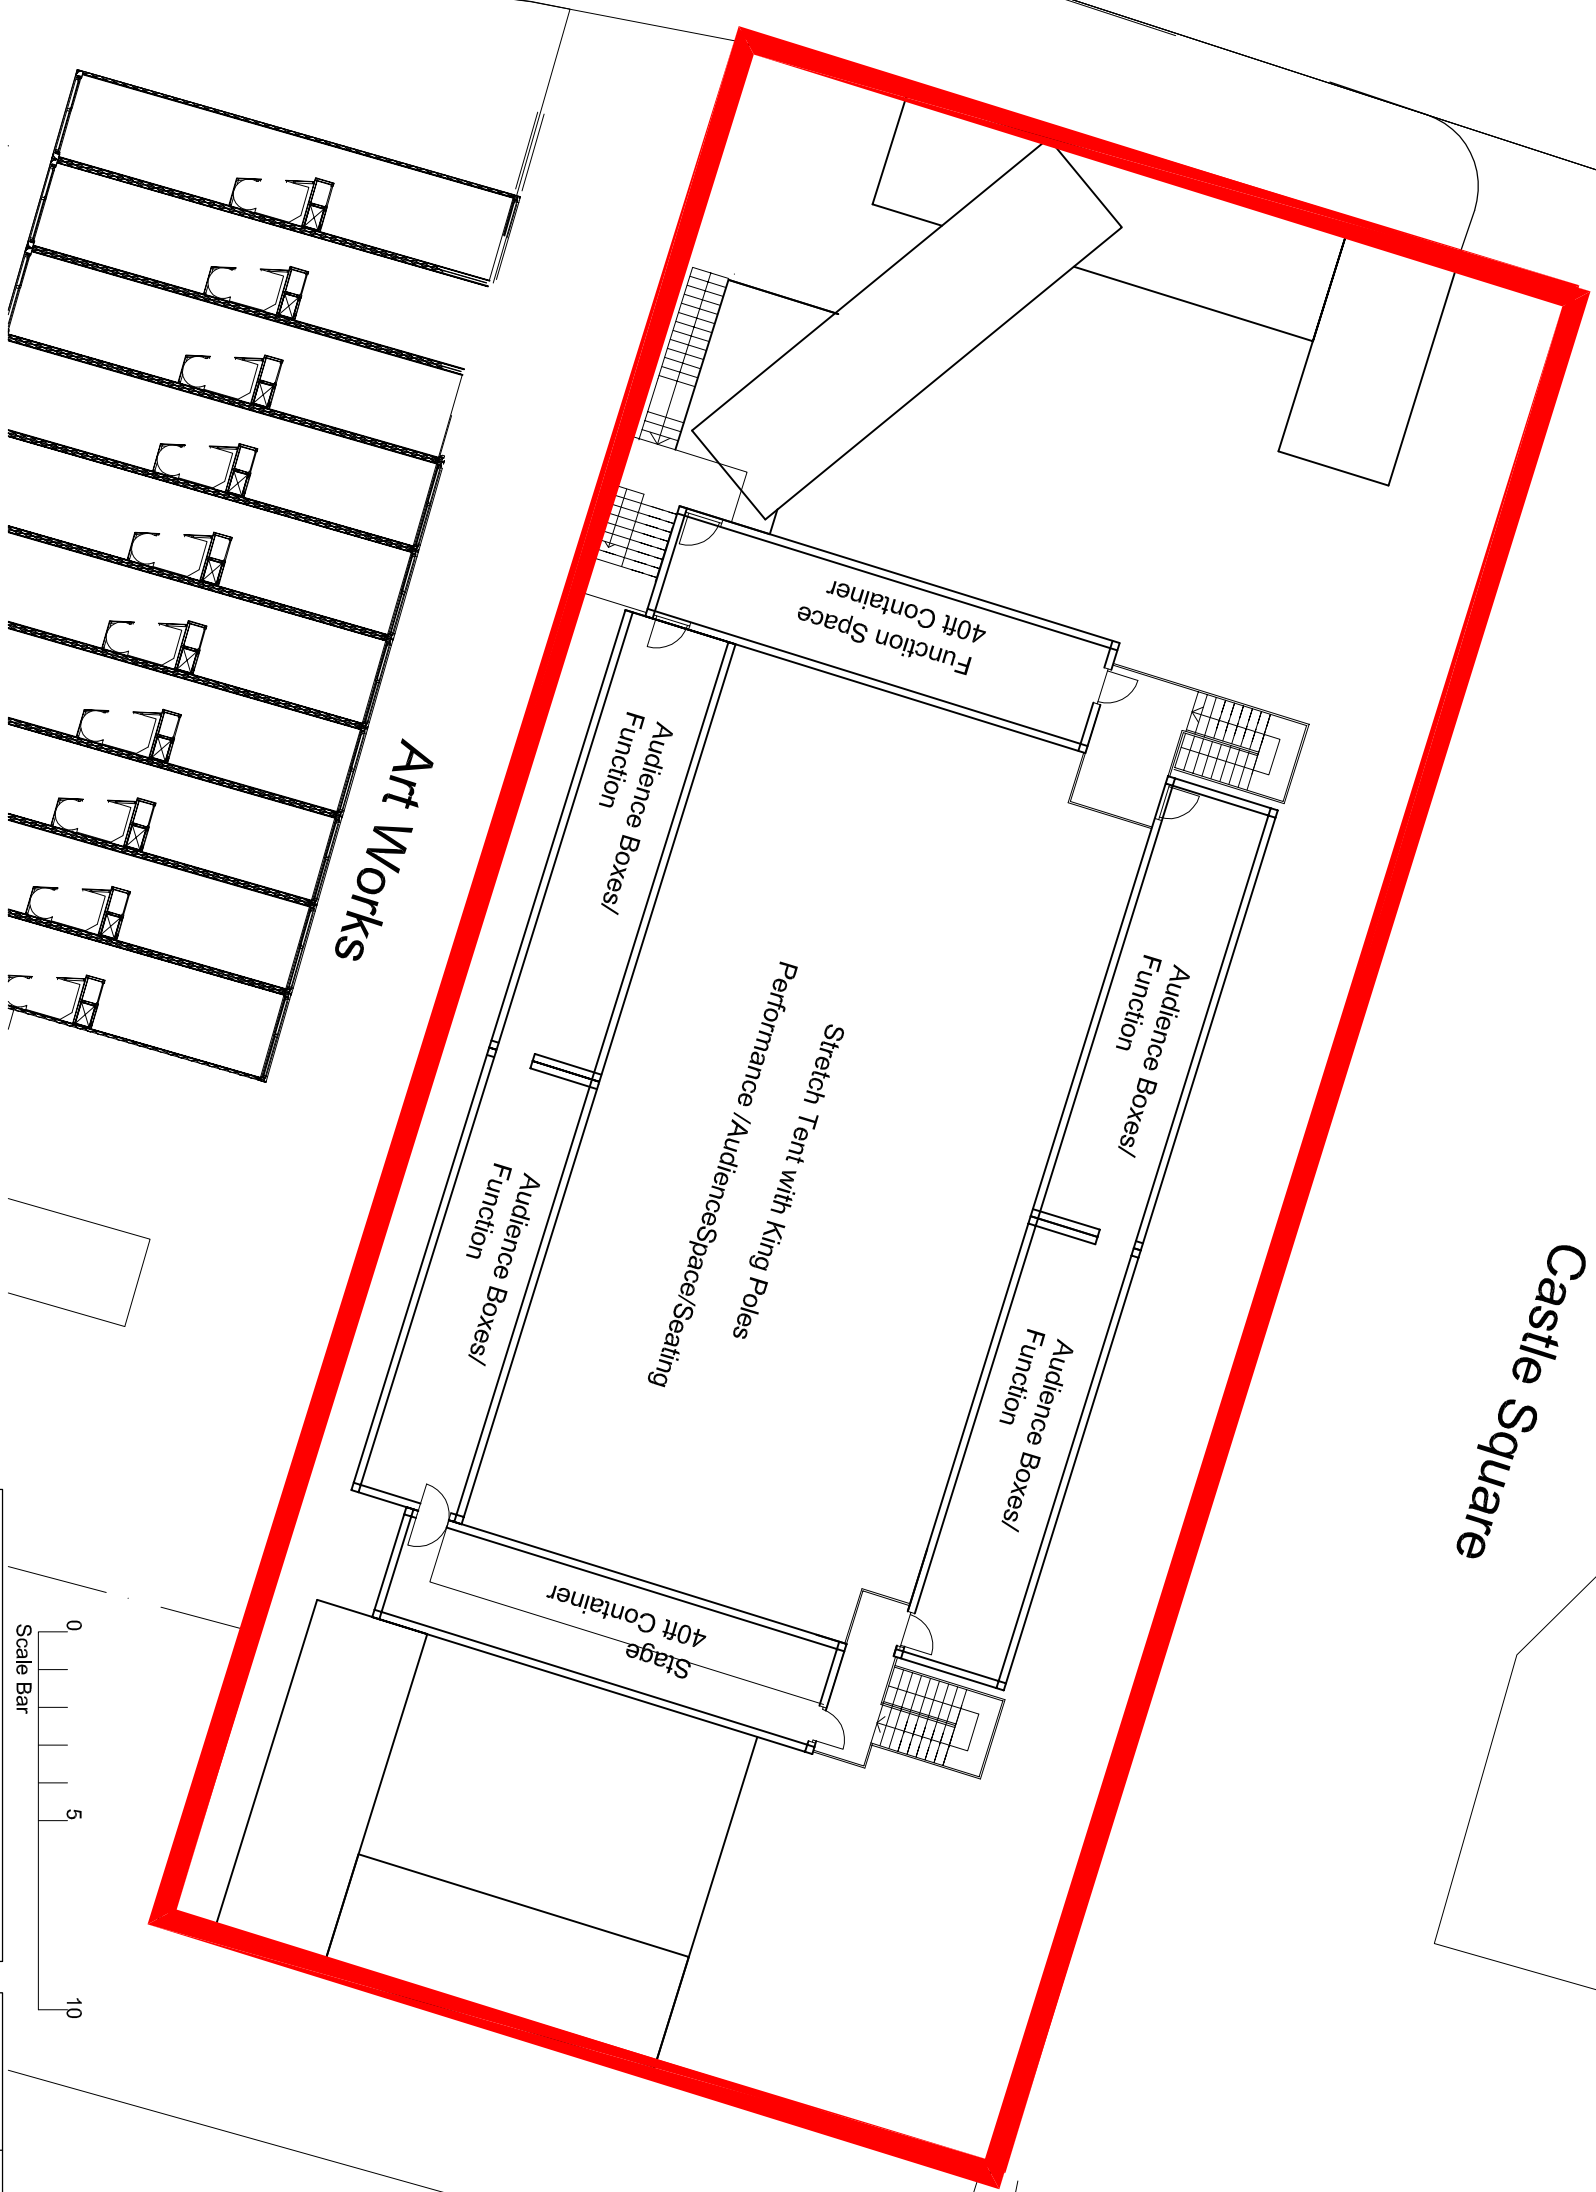 Castle Square
Function Space
40ft Container
Audience Boxes/
Function
Audience Boxes/
Function
Stretch Tent with King Poles
Performance /AudienceSpace/Seating
Audience Boxes/
Function
Audience Boxes/
Function
Stage
40ft Container
Art Works
0
5
10
Scale Bar